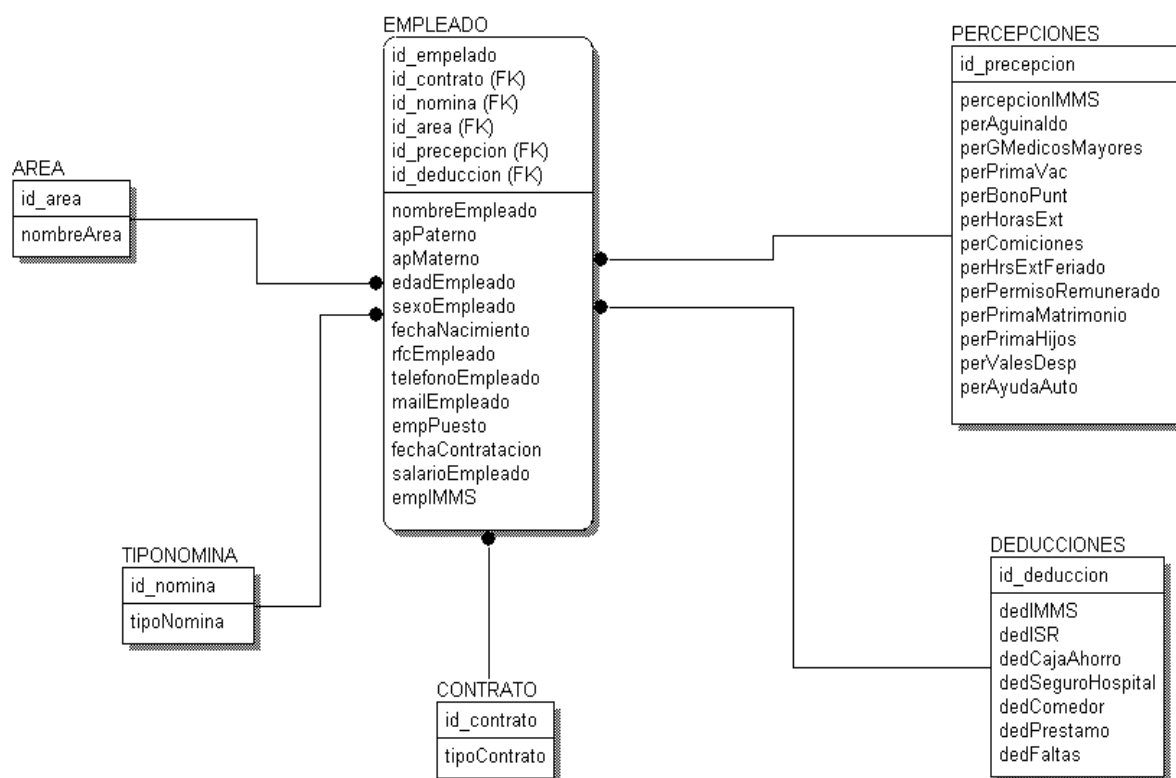 EMPLEADO
id_empelado
id_contrato (FK)
id_nomina (FK)
id_area (FK)
id_precepcion (FK)
id_deduccion (FK)
nombreEmpleado
apPaterno
apMaterno
edadEmpleado
sexoEmpleado
fechaNacimiento
rfcEmpleado
telefonoEmpleado
mailEmpleado
empPuesto
fechaContratacion
salarioEmpleado
empIMMS
PERCEPCIONES
id_precepcion
percepcionIMMS
perAguinaldo
perGMedicosMayores
perPrimaVac
perBonoPunt
perHorasExt
perComiciones
perHrsExtFeriado
perPermisoRemunerado
perPrimaMatrimonio
perPrimaHijos
perValesDesp
perAyudaAuto
AREA
id_area
nombreArea
TIPONOMINA
id_nomina
tipoNomina
CONTRATO
id_contrato
tipoContrato
DEDUCCIONES
id_deduccion
dedIMMS
dedISR
dedCajaAhorro
dedSeguroHospital
dedComedor
dedPrestamo
dedFaltas